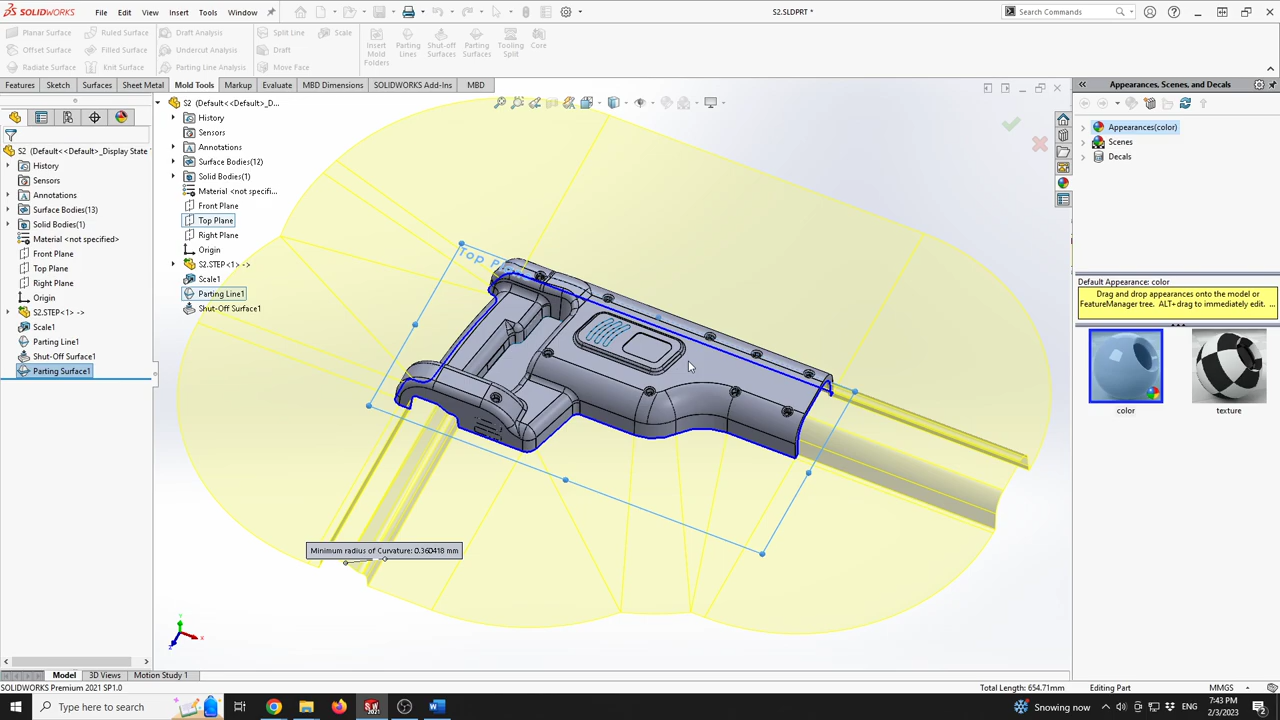 SOLIDWORKS
File
Edit
View
Insert
Tools
Window
S2.SLDPRT *
Search Commands
Planar Surface
Offset Surface
Radiate Surface
Ruled Surface
Filled Surface
Knit Surface
Draft Analysis
Undercut Analysis
Parting Line Analysis
Split Line
Draft
Move Face
Scale
Insert
Mold
Folders
Parting
Lines
Shut-off
Surfaces
Parting
Surfaces
Tooling
Split
Core
Features
Sketch
Surfaces
Sheet Metal
Mold Tools
Markup
Evaluate
MBD Dimensions
SOLIDWORKS Add-Ins
MBD
S2 (Default<<Default>_Display State
History
Sensors
Annotations
Surface Bodies(13)
Solid Bodies(1)
Material <not specified>
Front Plane
Top Plane
Right Plane
Origin
S2.STEP<1> ->
Scale1
Parting Line1
Shut-Off Surface1
Parting Surface1
S2 (Default<<Default>_D...
History
Sensors
Annotations
Surface Bodies(12)
Solid Bodies(1)
Material <not specifi...
Front Plane
Top Plane
Right Plane
Origin
S2.STEP<1> ->
Scale1
Parting Line1
Shut-Off Surface1
Top P
Minimum radius of Curvature: 0.360418 mm
Appearances, Scenes, and Decals
Appearances(color)
Scenes
Decals
Default Appearance: color
Drag and drop appearances onto the model or
FeatureManager tree. ALT+drag to immediately edit. ...
color
texture
Model
3D Views
Motion Study 1
SOLIDWORKS Premium 2021 SP1.0
Total Length: 654.71mm
Editing Part
MMGS
Type here to search
Snowing now
7:43 PM
2/3/2023